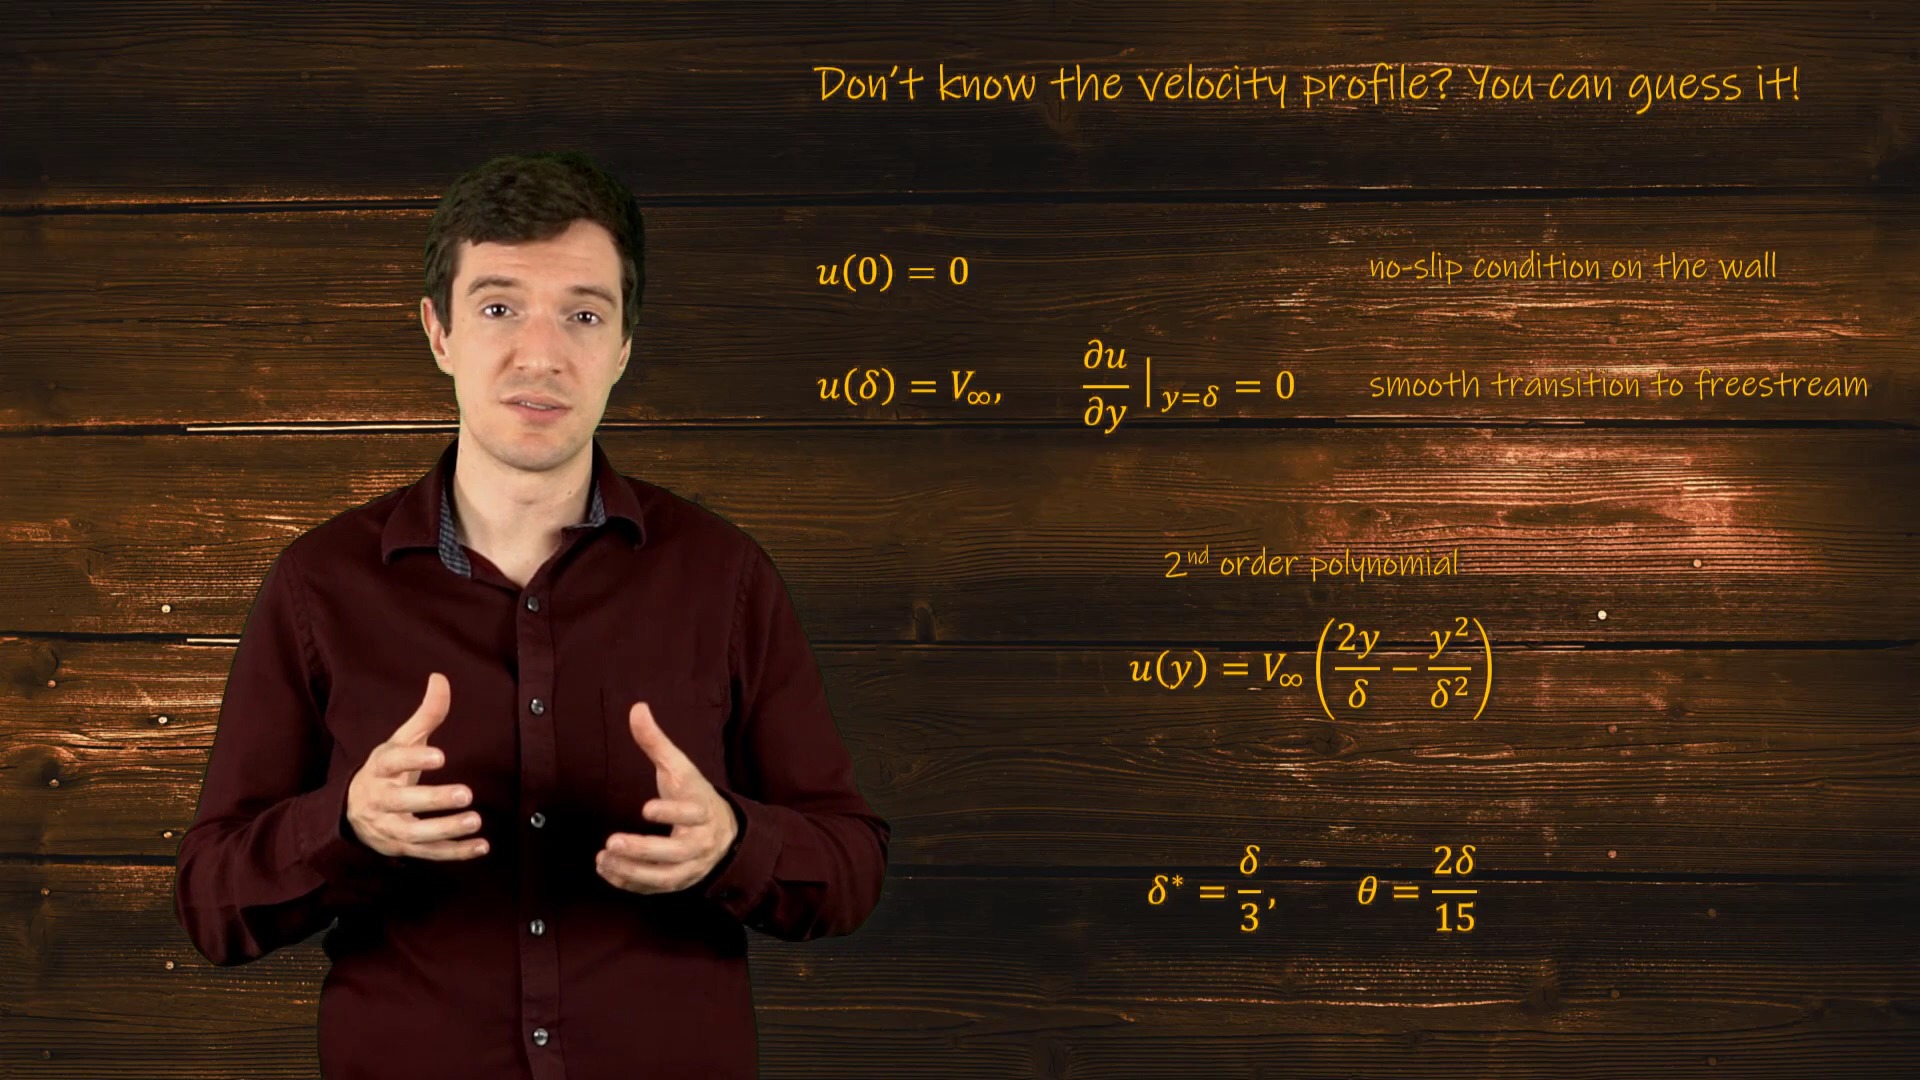 Don't know the velocity profile? You can guess it!
u(0) = 0 no-slip condition on the wall
u(δ) = V∞, ∂u/∂y |y=δ = 0 smooth transition to freestream
2nd order polynomial
u(y) = V∞ (2y/δ − y²/δ²)
δ* = δ/3, θ = 2δ/15